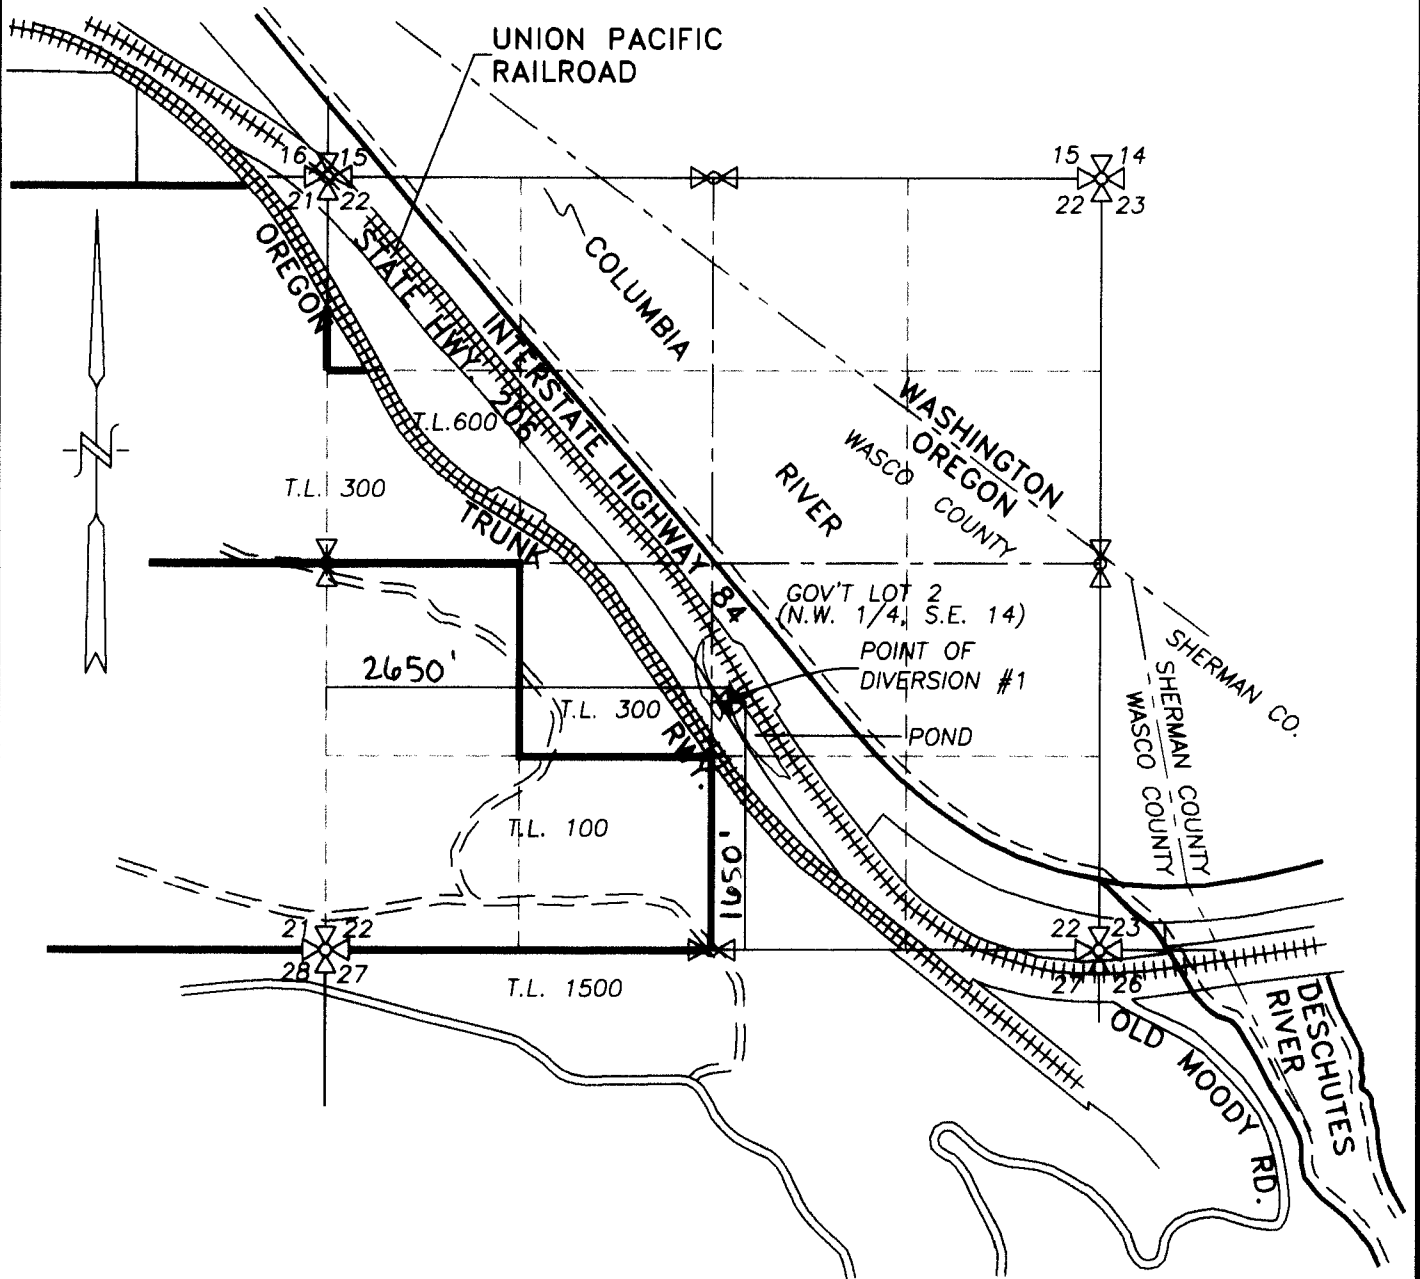 UNION PACIFIC
RAILROAD
16 15
21 22
15 14
22 23
OREGON
TRUNK
RWY.
STATE HWY. 206
INTERSTATE HIGHWAY 84
COLUMBIA
RIVER
WASHINGTON
OREGON
WASCO COUNTY
N
T.L.600
T.L. 300
GOV'T LOT 2
(N.W. 1/4, S.E. 14)
POINT OF
DIVERSION #1
SHERMAN CO.
SHERMAN COUNTY
WASCO COUNTY
2650'
T.L. 300
POND
T.L. 100
1650'
21 22
28 27
22 23
27 26
T.L. 1500
OLD MOODY RD.
DESCHUTES
RIVER